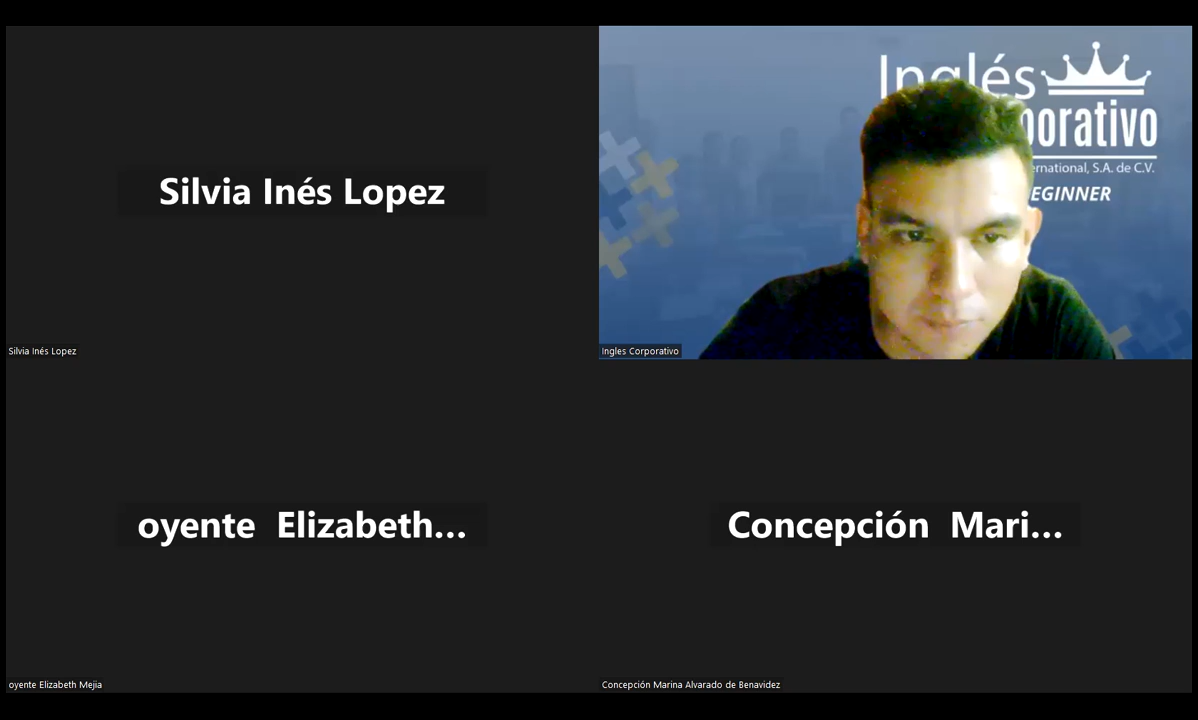 Silvia Inés Lopez
Silvia Inés Lopez
Inglés
porativo
ernational, S.A. de C.V.
EGINNER
Ingles Corporativo
oyente Elizabeth...
oyente Elizabeth Mejia
Concepción Mari...
Concepción Marina Alvarado de Benavidez